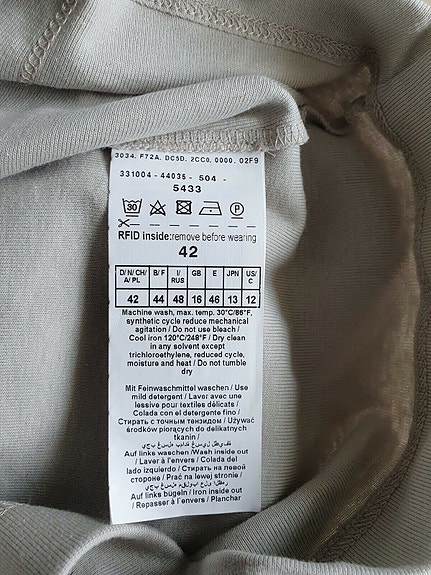 3034. F72A. DC5D. 2CC0. 0000. 02F9
331004 - 44035 - 504 -
5433
30 P
RFID inside:remove before wearing
42
D/ N/ CH/ A/ PL B/ F I/ RUS GB E JPN US/ C
42 44 48 16 46 13 12
Machine wash, max. temp. 30°C/86°F,
synthetic cycle reduce mechanical
agitation / Do not use bleach /
Cool iron 120°C/248°F / Dry clean
in any solvent except
trichloroethylene, reduced cycle,
moisture and heat / Do not tumble
dry
Mit Feinwaschmittel waschen / Use
mild detergent / Laver avec une
lessive pour textiles délicats /
Colada con el detergente fino /
Стирать с точным тензидом / Używać
środków piorących do delikatnych
tkanin /
Auf links waschen /Wash inside out
/ Laver à l'envers / Colada del
lado izquierdo / Стирать на левой
стороне / Prać na lewej stronie /
Auf links bügeln / Iron inside out
/ Repasser à l'envers / Planchar